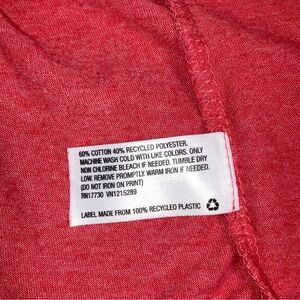 60% COTTON 40% RECYCLED POLYESTER.
MACHINE WASH COLD WITH LIKE COLORS. ONLY
NON CHLORINE BLEACH IF NEEDED. TUMBLE DRY
LOW. REMOVE PROMPTLY. WARM IRON IF NEEDED.
(DO NOT IRON ON PRINT)
RN17730 VN1215289
LABEL MADE FROM 100% RECYCLED PLASTIC